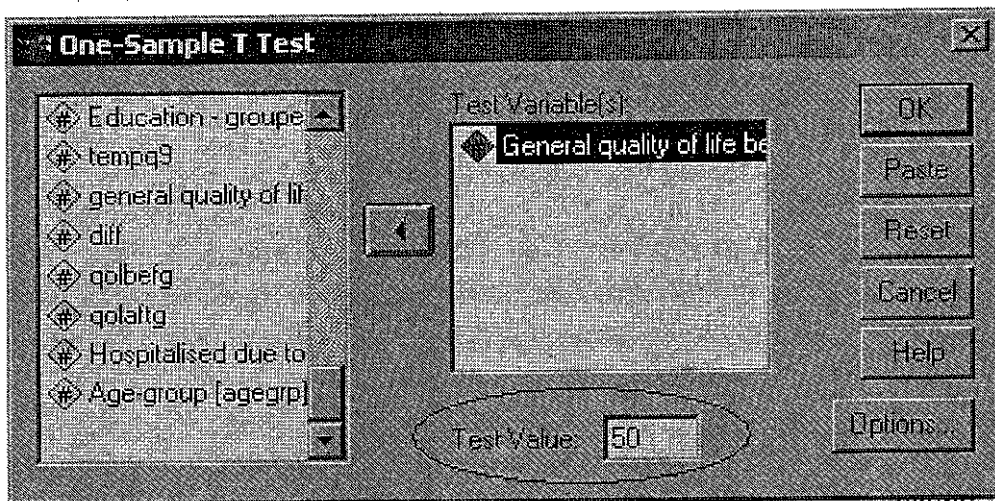 One-Sample T Test
Education - groupe
tempq9
general quality of lif
diff
qolbefg
qolaftg
Hospitalised due to
Age-group [agegrp]
Test Variable(s)
General quality of life be
Test Value: 50
OK
Paste
Reset
Cancel
Help
Options...